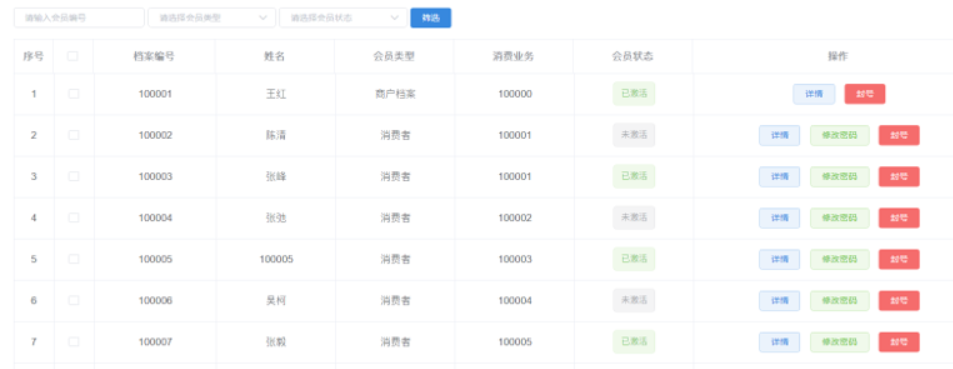 请输入会员编号 请选择会员类型 请选择会员状态 筛选
序号 档案编号 姓名 会员类型 消费业务 会员状态 操作
1 100001 王红 商户档案 100000 已激活 详情 封号
2 100002 陈清 消费者 100001 未激活 详情 修改密码 封号
3 100003 张峰 消费者 100001 已激活 详情 修改密码 封号
4 100004 张弛 消费者 100002 未激活 详情 修改密码 封号
5 100005 100005 消费者 100003 已激活 详情 修改密码 封号
6 100006 吴柯 消费者 100004 未激活 详情 修改密码 封号
7 100007 张毅 消费者 100005 已激活 详情 修改密码 封号